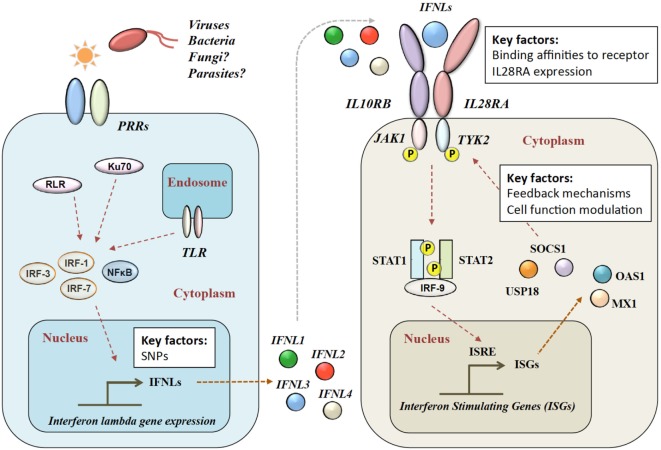 Viruses
Bacteria
Fungi?
Parasites?
PRRs
Ku70
RLR
Endosome
TLR
IRF-1
IRF-3
IRF-7
NFκB
Cytoplasm
Nucleus
Key factors:
SNPs
IFNLs
Interferon lambda gene expression
IFNL1
IFNL2
IFNL3
IFNL4
IFNLs
Key factors:
Binding affinities to receptor
IL28RA expression
IL10RB
IL28RA
JAK1
TYK2
P
P
Cytoplasm
Key factors:
Feedback mechanisms
Cell function modulation
STAT1
P
P
STAT2
IRF-9
SOCS1
USP18
OAS1
MX1
Nucleus
ISRE
ISGs
Interferon Stimulating Genes (ISGs)